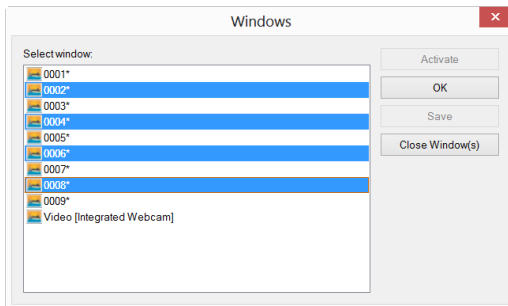 Windows
x
Select window:
Activate
0001*
0002*
OK
0003*
0004*
Save
0005*
0006*
Close Window(s)
0007*
0008*
0009*
Video [Integrated Webcam]